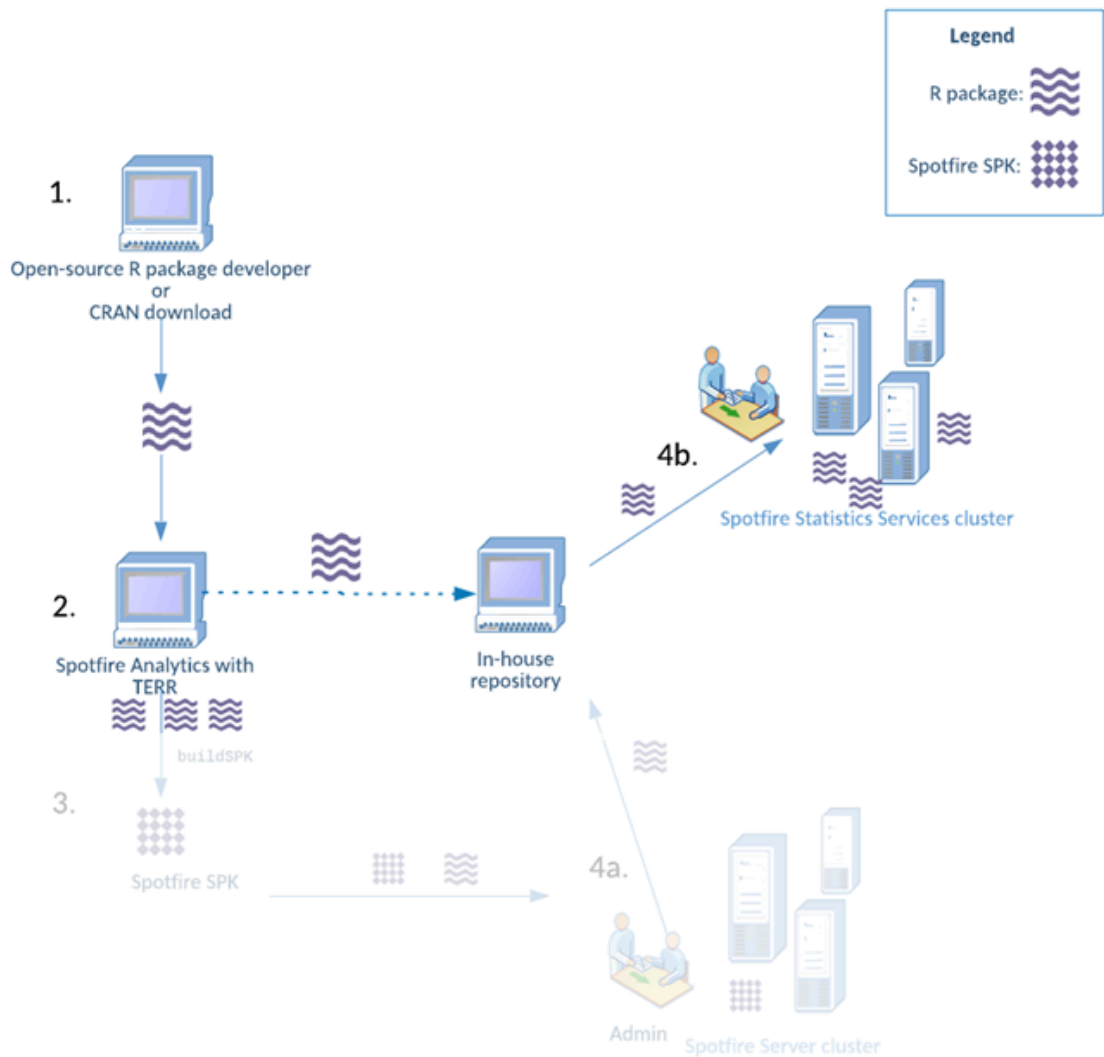 Legend
R package:
Spotfire SPK:
1.
Open-source R package developer
or
CRAN download
4b.
Spotfire Statistics Services cluster
2.
Spotfire Analytics with
TERR
In-house
repository
buildSPK
3.
Spotfire SPK
4a.
Admin
Spotfire Server cluster